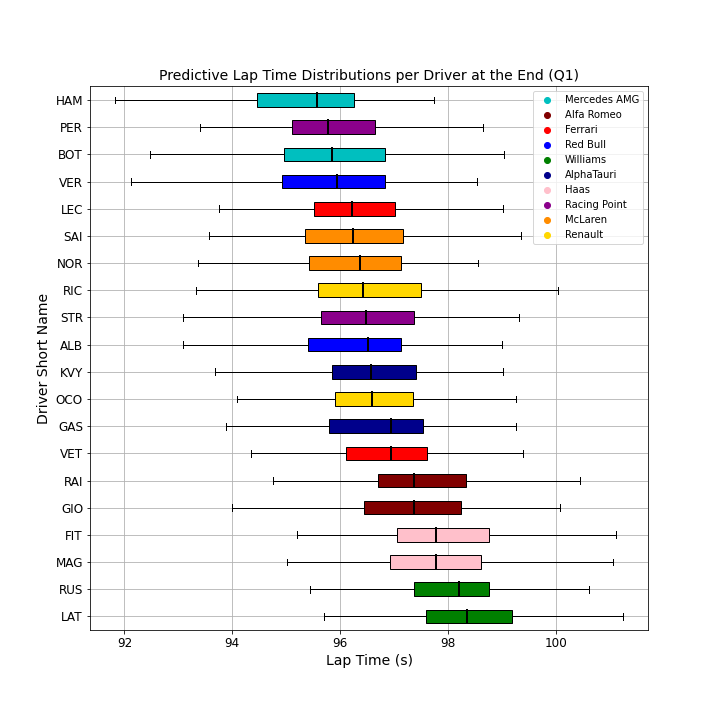 Predictive Lap Time Distributions per Driver at the End (Q1)
HAM
PER
BOT
VER
LEC
SAI
NOR
RIC
STR
ALB
KVY
OCO
GAS
VET
RAI
GIO
FIT
MAG
RUS
LAT
Driver Short Name
Mercedes AMG
Alfa Romeo
Ferrari
Red Bull
Williams
AlphaTauri
Haas
Racing Point
McLaren
Renault
92 94 96 98 100
Lap Time (s)